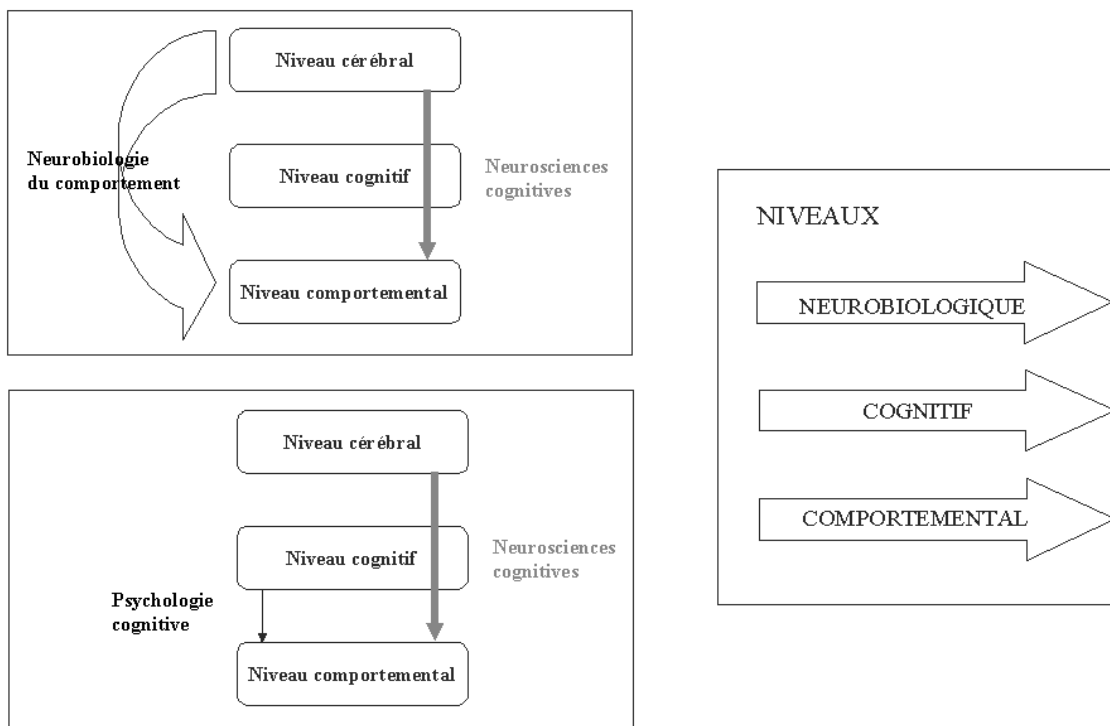 Niveau cérébral
Neurobiologie
du comportement
Niveau cognitif
Neurosciences
cognitives
Niveau comportemental
Niveau cérébral
Niveau cognitif
Neurosciences
cognitives
Psychologie
cognitive
Niveau comportemental
NIVEAUX
NEUROBIOLOGIQUE
COGNITIF
COMPORTEMENTAL